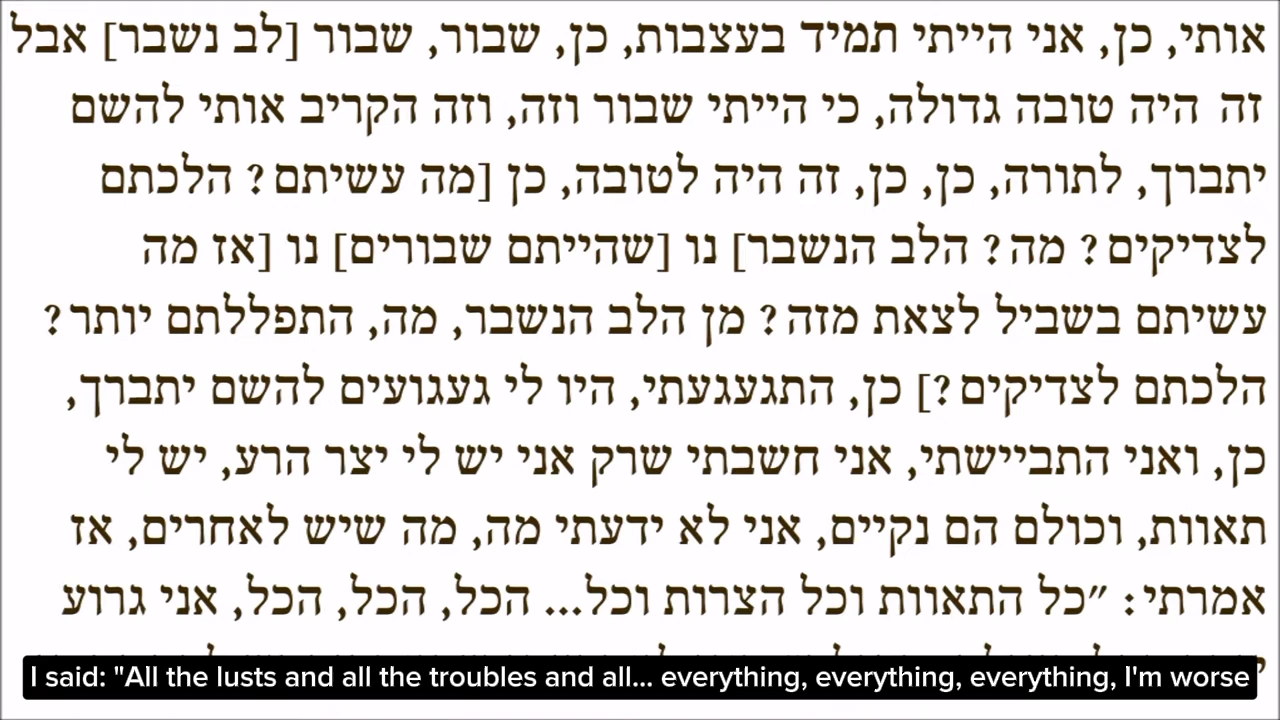 אותי, כן, אני הייתי תמיד בעצבות, כן, שבור, שבור [לב נשבר] אבל
זה היה טובה גדולה, כי הייתי שבור וזה, וזה הקריב אותי להשם
יתברך, לתורה, כן, כן, זה היה לטובה, כן [מה עשיתם? הלכתם
לצדיקים? מה? הלב הנשבר] נו [שהייתם שבורים] נו [אז מה
עשיתם בשביל לצאת מזה? מן הלב הנשבר, מה, התפללתם יותר?
הלכתם לצדיקים?] כן, התגעגעתי, היו לי געגועים להשם יתברך,
כן, ואני התביישתי, אני חשבתי שרק אני יש לי יצר הרע, יש לי
תאוות, וכולם הם נקיים, אני לא ידעתי מה, מה שיש לאחרים, אז
אמרתי: "כל התאוות וכל הצרות וכל... הכל, הכל, הכל, אני גרוע
I said: "All the lusts and all the troubles and all... everything, everything, everything, I'm worse